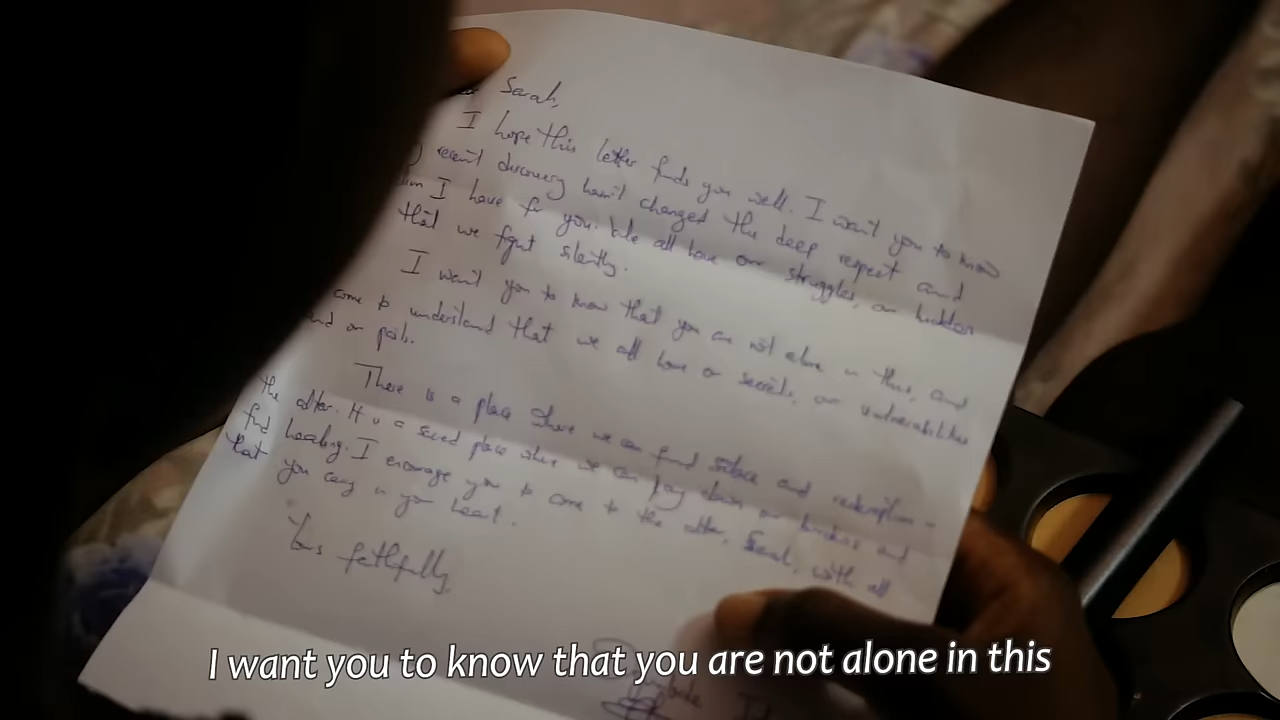 Sarah,
I hope this letter finds you well. I want you to know
recent discovery hasn't changed the deep respect and
I have for you. We all have our struggles, our hidden
that we fight silently.
I want you to know that you are not alone in this, and
come to understand that we all have our secrets, our vulnerabilities
and our pasts.
There is a place where we can find solace and redemption -
the altar. It is a sacred place where we can lay down our burdens and
find healing. I encourage you to come to the altar, Sarah, with all
that you carry in your heart.
Yours faithfully,
I want you to know that you are not alone in this